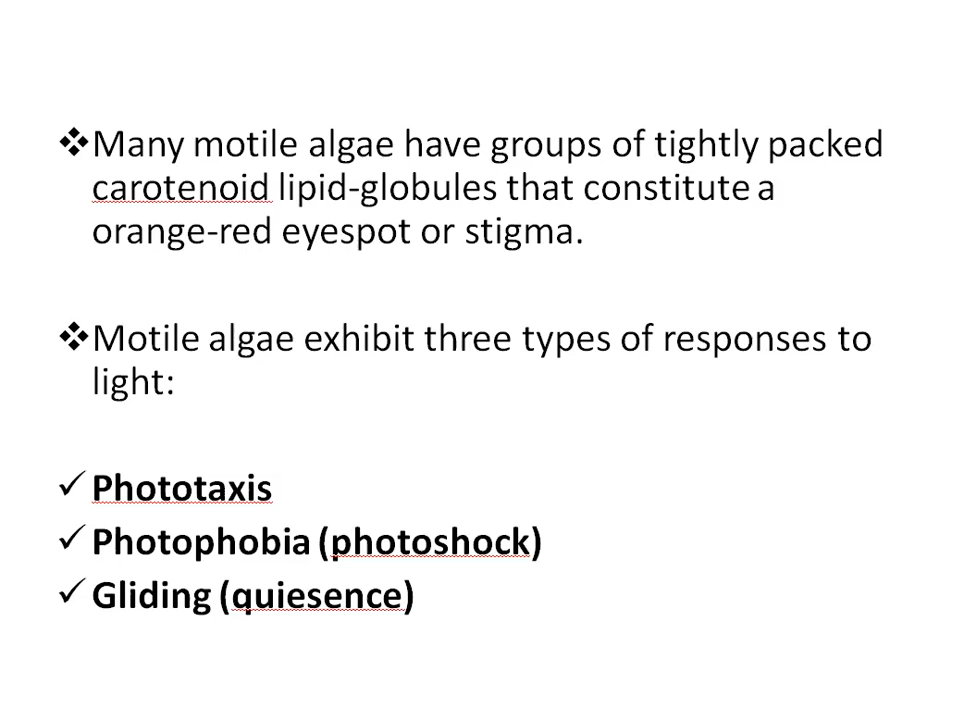 ❖Many motile algae have groups of tightly packed
carotenoid lipid-globules that constitute a
orange-red eyespot or stigma.
❖Motile algae exhibit three types of responses to
light:
✓ Phototaxis
✓ Photophobia (photoshock)
✓ Gliding (quiesence)